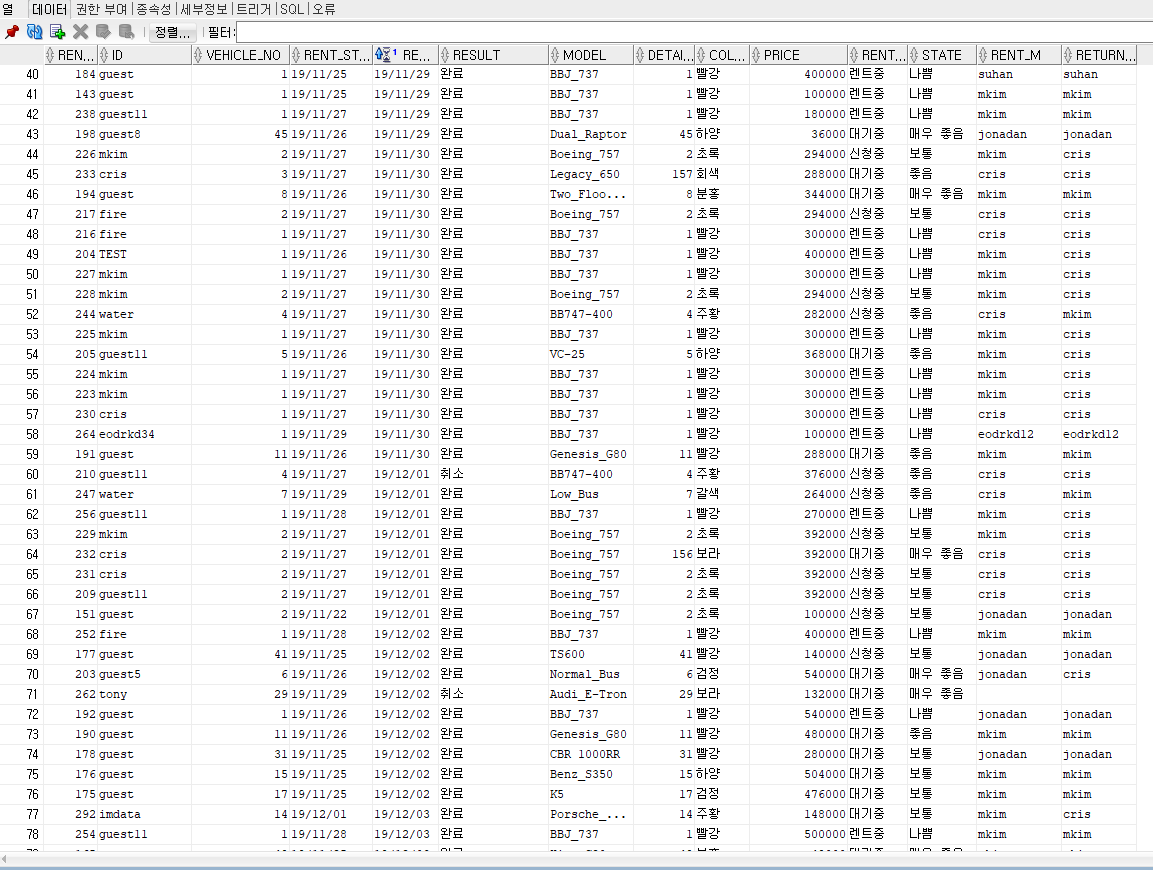 열 데이터 권한 부여 |종속성 |세부정보 |트리거 |SQL |오류
정렬... 필터:
REN... ID VEHICLE_NO RENT_ST... 1 RE... RESULT MODEL DETAI... COL... PRICE RENT... STATE RENT_M RETURN...
40 184 guest 1 19/11/25 19/11/29 완료 BBJ_737 1 빨강 400000 렌트중 나쁨 suhan suhan
41 143 guest 1 19/11/25 19/11/29 완료 BBJ_737 1 빨강 100000 렌트중 나쁨 mkim mkim
42 238 guest11 1 19/11/27 19/11/29 완료 BBJ_737 1 빨강 180000 렌트중 나쁨 mkim mkim
43 198 guest8 45 19/11/26 19/11/29 완료 Dual_Raptor 45 하양 36000 대기중 매우 좋음 jonadan jonadan
44 226 mkim 2 19/11/27 19/11/30 완료 Boeing_757 2 초록 294000 신청중 보통 mkim cris
45 233 cris 3 19/11/27 19/11/30 완료 Legacy_650 157 회색 288000 대기중 좋음 cris cris
46 194 guest 8 19/11/26 19/11/30 완료 Two_Floo... 8 분홍 344000 대기중 매우 좋음 mkim mkim
47 217 fire 2 19/11/27 19/11/30 완료 Boeing_757 2 초록 294000 신청중 보통 cris cris
48 216 fire 1 19/11/27 19/11/30 완료 BBJ_737 1 빨강 300000 렌트중 나쁨 cris cris
49 204 TEST 1 19/11/26 19/11/30 완료 BBJ_737 1 빨강 400000 렌트중 나쁨 mkim cris
50 227 mkim 1 19/11/27 19/11/30 완료 BBJ_737 1 빨강 300000 렌트중 나쁨 mkim cris
51 228 mkim 2 19/11/27 19/11/30 완료 Boeing_757 2 초록 294000 신청중 보통 mkim cris
52 244 water 4 19/11/27 19/11/30 완료 BB747-400 4 주황 282000 신청중 좋음 cris mkim
53 225 mkim 1 19/11/27 19/11/30 완료 BBJ_737 1 빨강 300000 렌트중 나쁨 mkim cris
54 205 guest11 5 19/11/26 19/11/30 완료 VC-25 5 하양 368000 대기중 좋음 mkim cris
55 224 mkim 1 19/11/27 19/11/30 완료 BBJ_737 1 빨강 300000 렌트중 나쁨 mkim cris
56 223 mkim 1 19/11/27 19/11/30 완료 BBJ_737 1 빨강 300000 렌트중 나쁨 mkim cris
57 230 cris 1 19/11/27 19/11/30 완료 BBJ_737 1 빨강 300000 렌트중 나쁨 cris cris
58 264 eodrkd34 1 19/11/29 19/11/30 완료 BBJ_737 1 빨강 100000 렌트중 나쁨 eodrkd12 eodrkd12
59 191 guest 11 19/11/26 19/11/30 완료 Genesis_G80 11 빨강 288000 대기중 좋음 mkim mkim
60 210 guest11 4 19/11/27 19/12/01 취소 BB747-400 4 주황 376000 신청중 좋음 cris cris
61 247 water 7 19/11/29 19/12/01 완료 Low_Bus 7 갈색 264000 신청중 좋음 cris mkim
62 256 guest11 1 19/11/28 19/12/01 완료 BBJ_737 1 빨강 270000 렌트중 나쁨 mkim cris
63 229 mkim 2 19/11/27 19/12/01 완료 Boeing_757 2 초록 392000 신청중 보통 mkim cris
64 232 cris 2 19/11/27 19/12/01 완료 Boeing_757 156 보라 392000 대기중 매우 좋음 cris cris
65 231 cris 2 19/11/27 19/12/01 완료 Boeing_757 2 초록 392000 신청중 보통 cris cris
66 209 guest11 2 19/11/27 19/12/01 완료 Boeing_757 2 초록 392000 신청중 보통 cris cris
67 151 guest 2 19/11/22 19/12/01 완료 Boeing_757 2 초록 100000 신청중 보통 jonadan jonadan
68 252 fire 1 19/11/28 19/12/02 완료 BBJ_737 1 빨강 400000 렌트중 나쁨 mkim mkim
69 177 guest 41 19/11/25 19/12/02 완료 TS600 41 빨강 140000 신청중 보통 jonadan jonadan
70 203 guest5 6 19/11/26 19/12/02 완료 Normal_Bus 6 검정 540000 대기중 매우 좋음 jonadan cris
71 262 tony 29 19/11/29 19/12/02 취소 Audi_E-Tron 29 보라 132000 대기중 매우 좋음
72 192 guest 1 19/11/26 19/12/02 완료 BBJ_737 1 빨강 540000 렌트중 나쁨 jonadan jonadan
73 190 guest 11 19/11/26 19/12/02 완료 Genesis_G80 11 빨강 480000 대기중 좋음 mkim mkim
74 178 guest 31 19/11/25 19/12/02 완료 CBR 1000RR 31 빨강 280000 대기중 보통 jonadan jonadan
75 176 guest 15 19/11/25 19/12/02 완료 Benz_S350 15 하양 504000 대기중 보통 mkim mkim
76 175 guest 17 19/11/25 19/12/02 완료 K5 17 검정 476000 대기중 보통 mkim mkim
77 292 imdata 14 19/12/01 19/12/03 완료 Porsche_... 14 주황 148000 대기중 보통 mkim cris
78 254 guest11 1 19/11/28 19/12/03 완료 BBJ_737 1 빨강 500000 렌트중 나쁨 mkim mkim